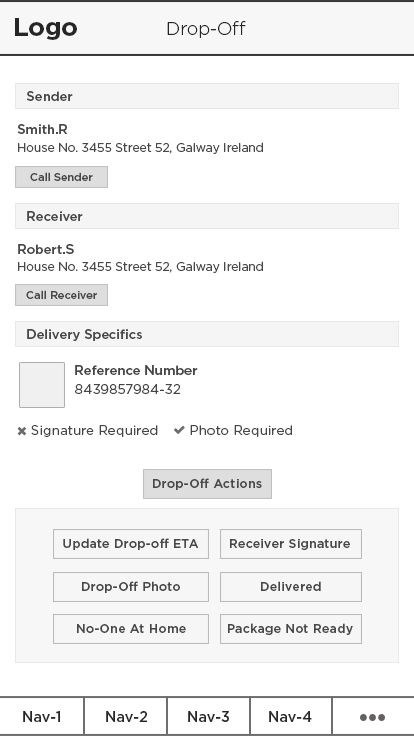 Logo
Drop-Off
Sender
Smith.R
House No. 3455 Street 52, Galway Ireland
Call Sender
Receiver
Robert.S
House No. 3455 Street 52, Galway Ireland
Call Receiver
Delivery Specifics
Reference Number
8439857984-32
Signature Required
Photo Required
Drop-Off Actions
Update Drop-off ETA
Receiver Signature
Drop-Off Photo
Delivered
No-One At Home
Package Not Ready
Nav-1
Nav-2
Nav-3
Nav-4